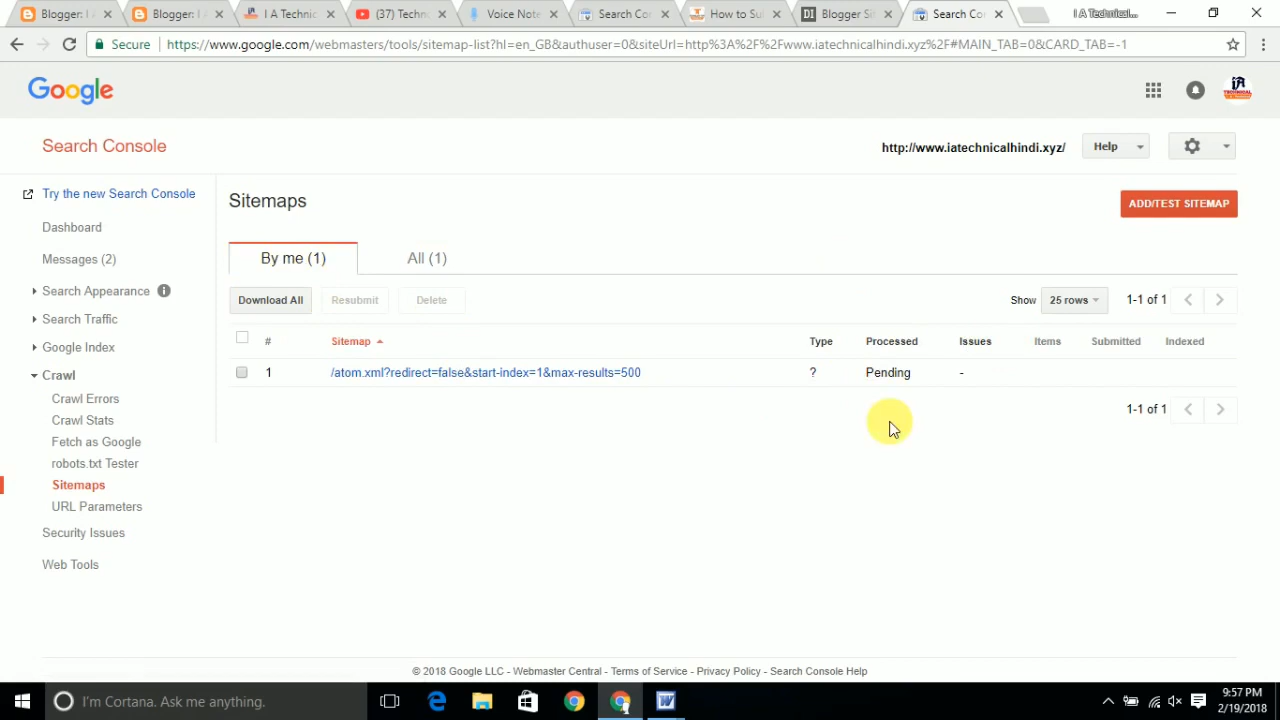 Blogger: I A
Blogger: I A
I A Technic
(37) Techn
Voice Note
Search Co
How to Su
Blogger Si
Search Co
I A Technical...
Secure
https://www.google.com/webmasters/tools/sitemap-list?hl=en_GB&authuser=0&siteUrl=http%3A%2F%2Fwww.iatechnicalhindi.xyz%2F#MAIN_TAB=0&CARD_TAB=-1
Google
iA
TECHNICAL
Search Console
http://www.iatechnicalhindi.xyz/
Help
Try the new Search Console
Dashboard
Messages (2)
Search Appearance
Search Traffic
Google Index
Crawl
Crawl Errors
Crawl Stats
Fetch as Google
robots.txt Tester
Sitemaps
URL Parameters
Security Issues
Web Tools
Sitemaps
ADD/TEST SITEMAP
By me (1)
All (1)
Download All
Resubmit
Delete
Show
25 rows
1-1 of 1
# Sitemap Type Processed Issues Items Submitted Indexed
1 /atom.xml?redirect=false&start-index=1&max-results=500 ? Pending -
1-1 of 1
© 2018 Google LLC - Webmaster Central - Terms of Service - Privacy Policy - Search Console Help
I'm Cortana. Ask me anything.
9:57 PM
2/19/2018